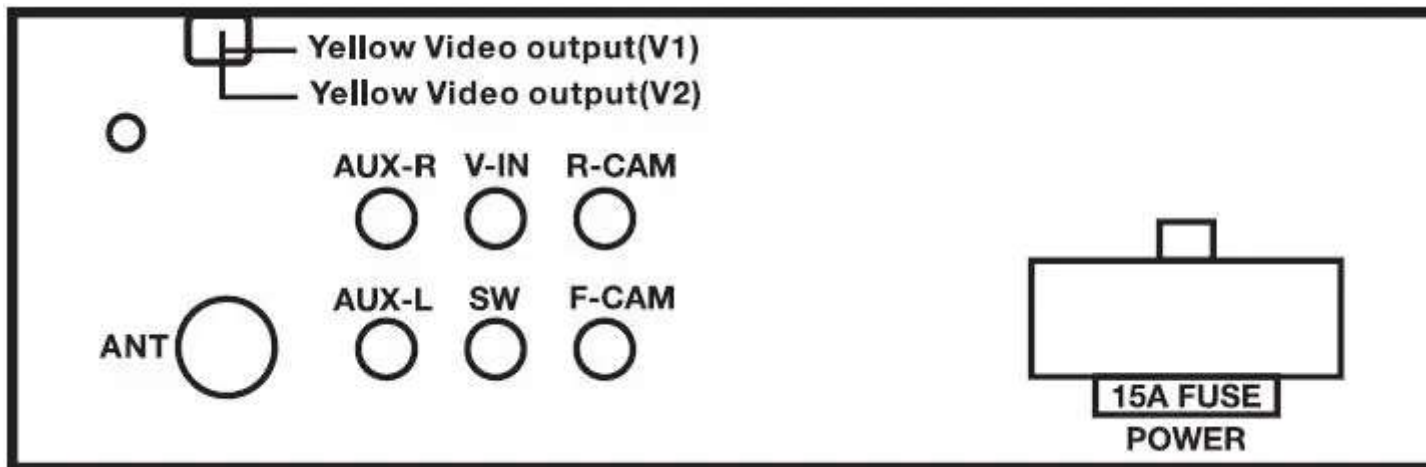 Yellow Video output(V1)
Yellow Video output(V2)
AUX-R V-IN R-CAM
AUX-L SW F-CAM
ANT
15A FUSE
POWER